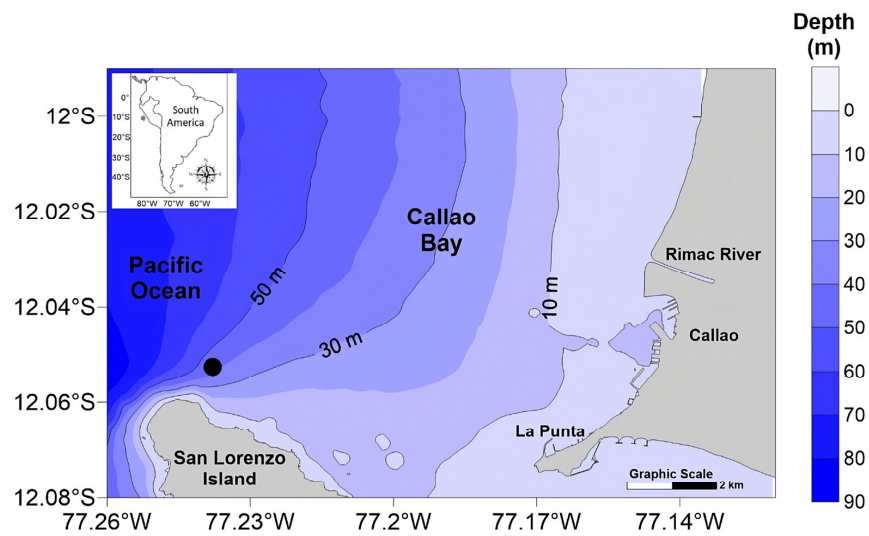 Depth
(m)
0
10
20
30
40
50
60
70
80
90
12°S
12.02°S
12.04°S
12.06°S
12.08°S
77.26°W
77.23°W
77.2°W
77.17°W
77.14°W
South
America
0°
10°S
20°S
30°S
40°S
80°W 70°W 60°W
N
Callao
Bay
Pacific
Ocean
50 m
30 m
10 m
Rimac River
Callao
La Punta
San Lorenzo
Island
Graphic Scale
2 km